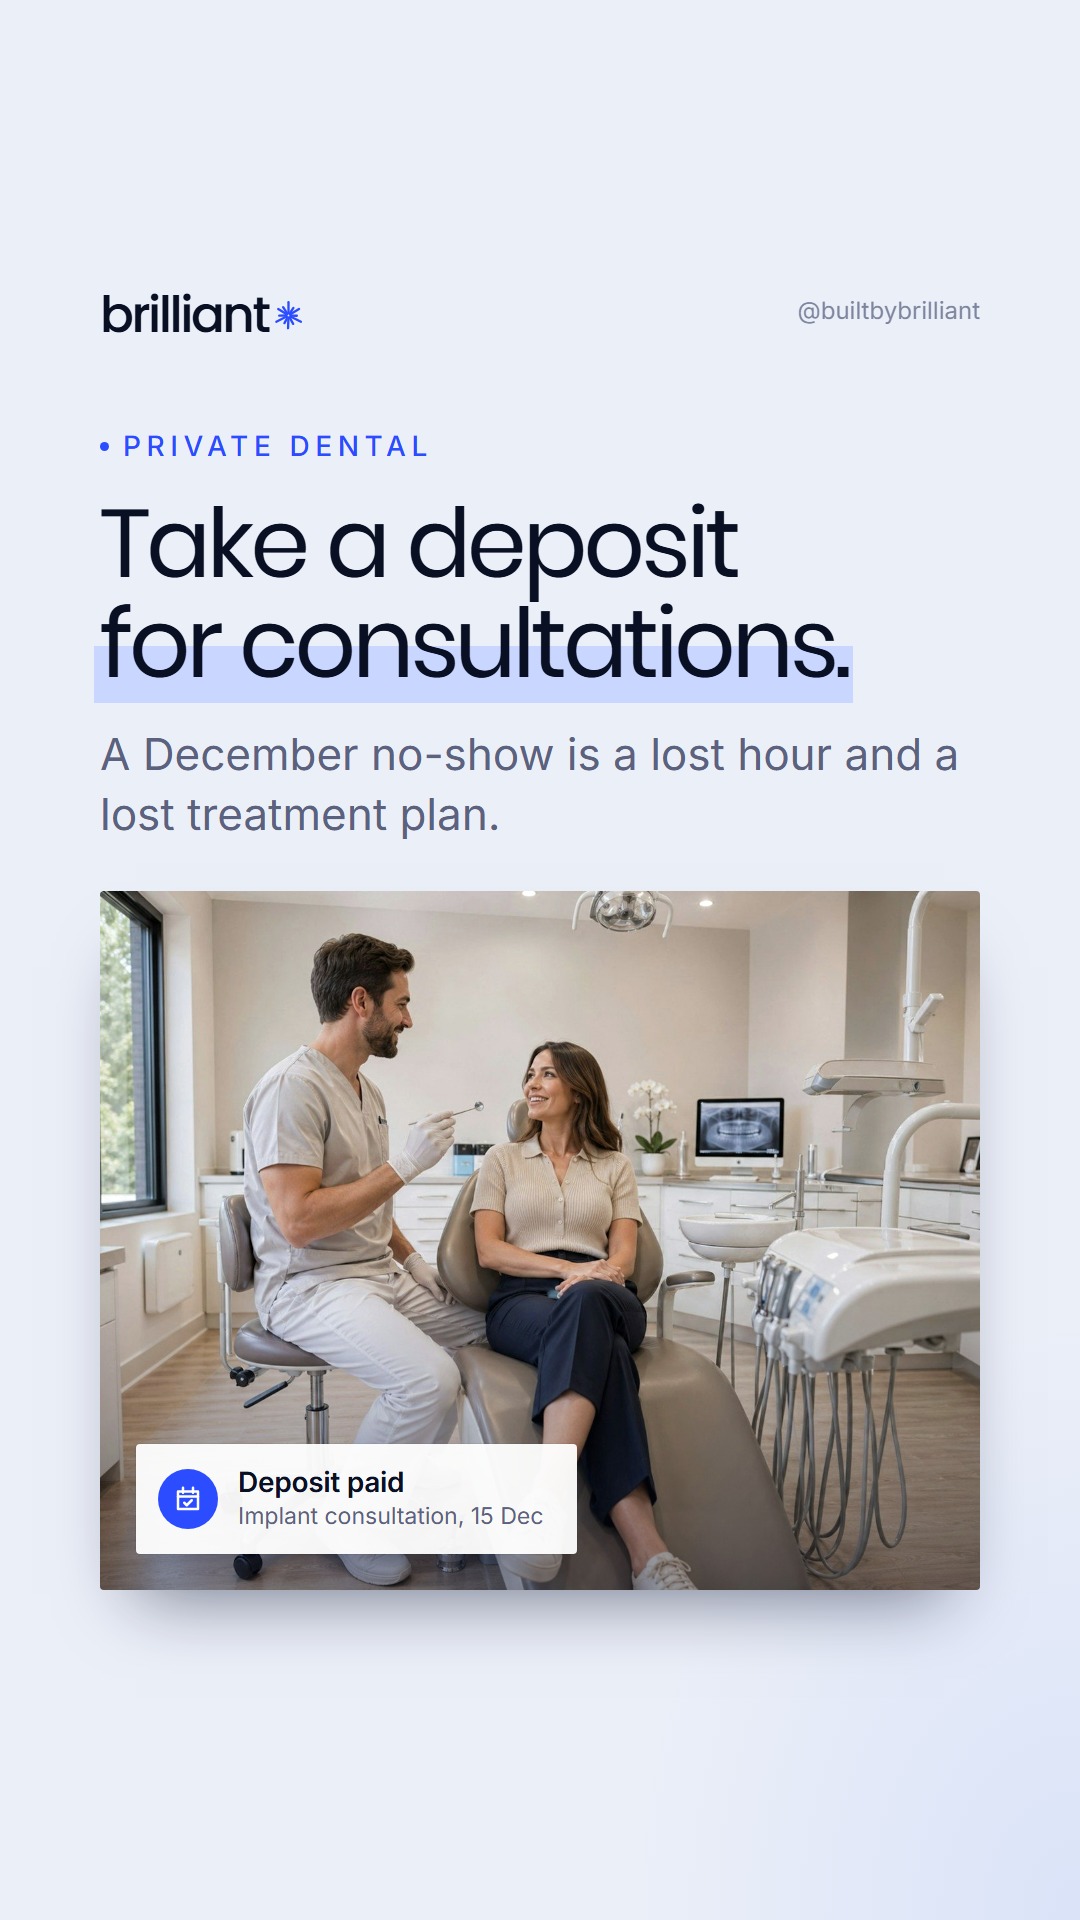 brilliant
@builtbybrilliant
PRIVATE DENTAL
Take a deposit
for consultations.
A December no-show is a lost hour and a
lost treatment plan.
Deposit paid
Implant consultation, 15 Dec